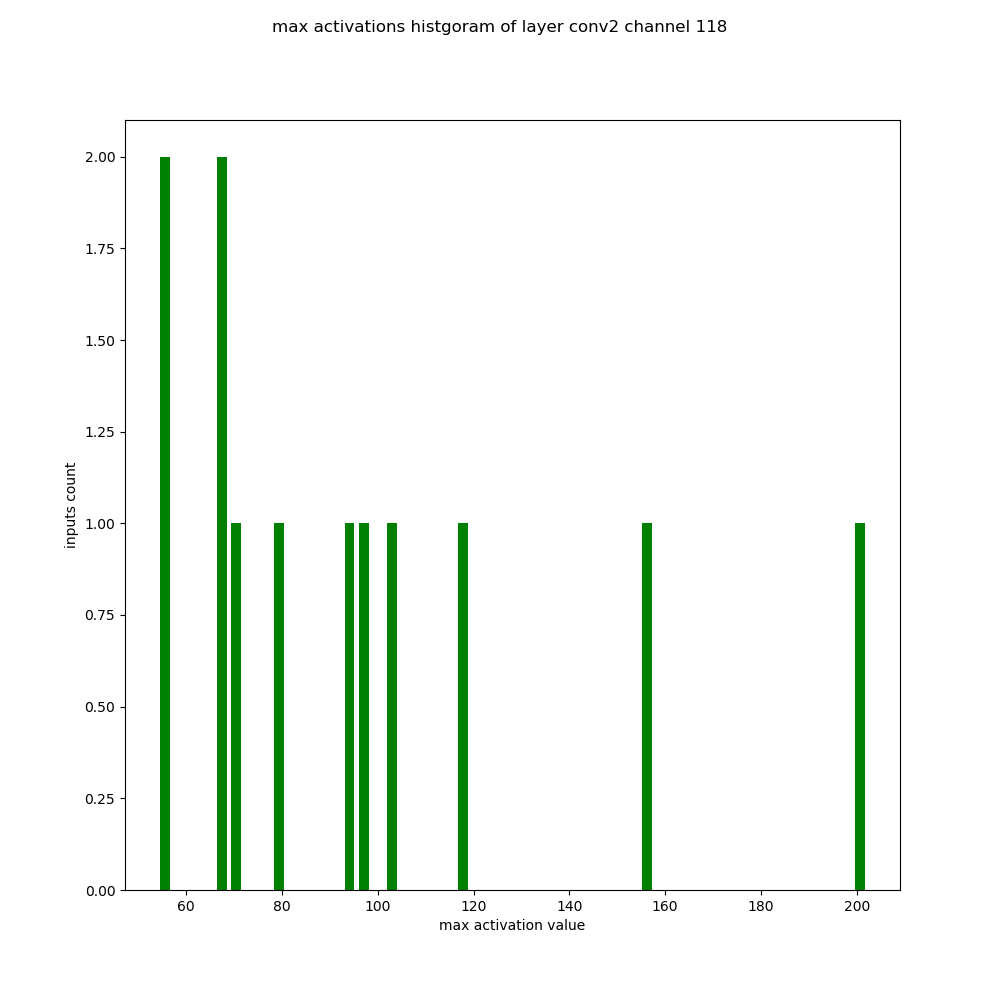 max activations histgoram of layer conv2 channel 118
2.00
1.75
1.50
1.25
1.00
0.75
0.50
0.25
0.00
inputs count
60 80 100 120 140 160 180 200
max activation value